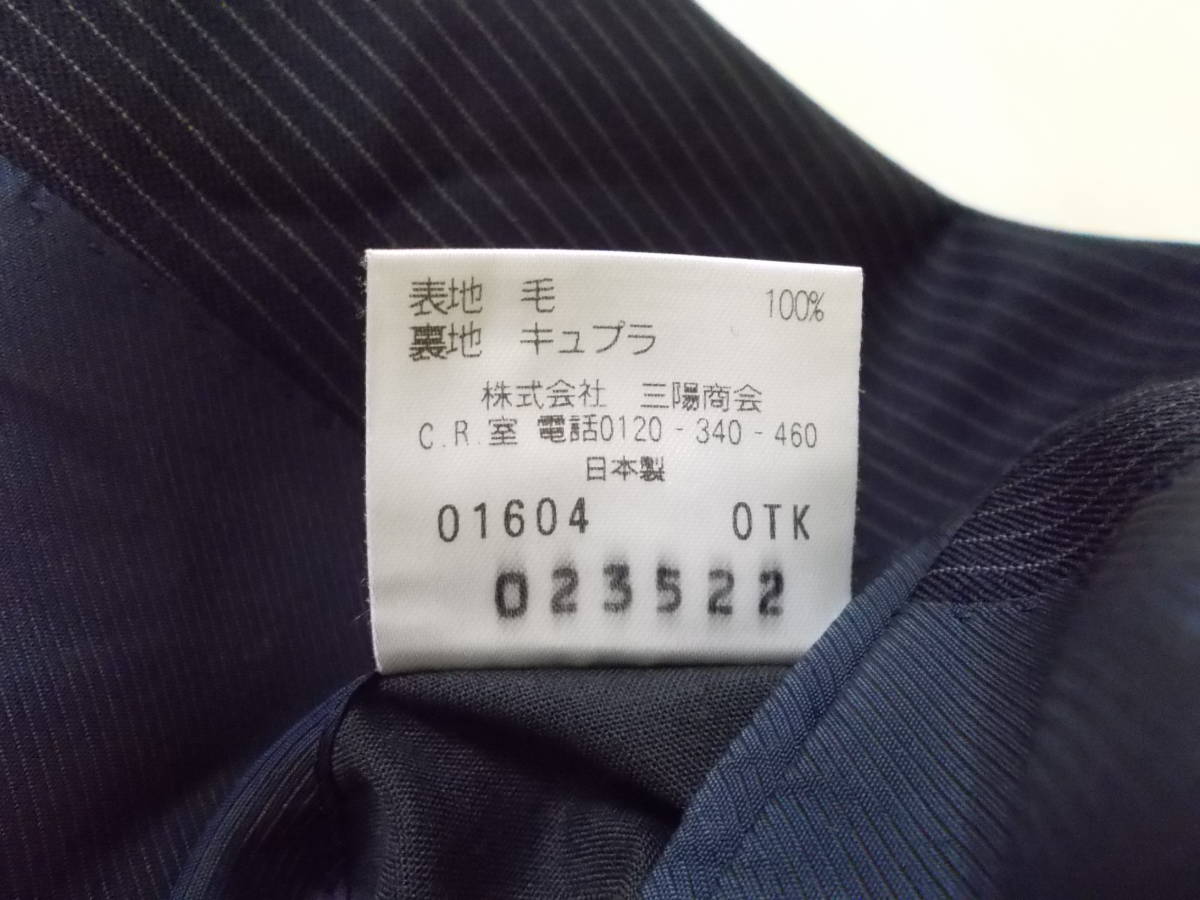 表地 毛 100%
裏地 キュプラ
株式会社 三陽商会
C.R.室 電話0120-340-460
日本製
01604 0TK
023522